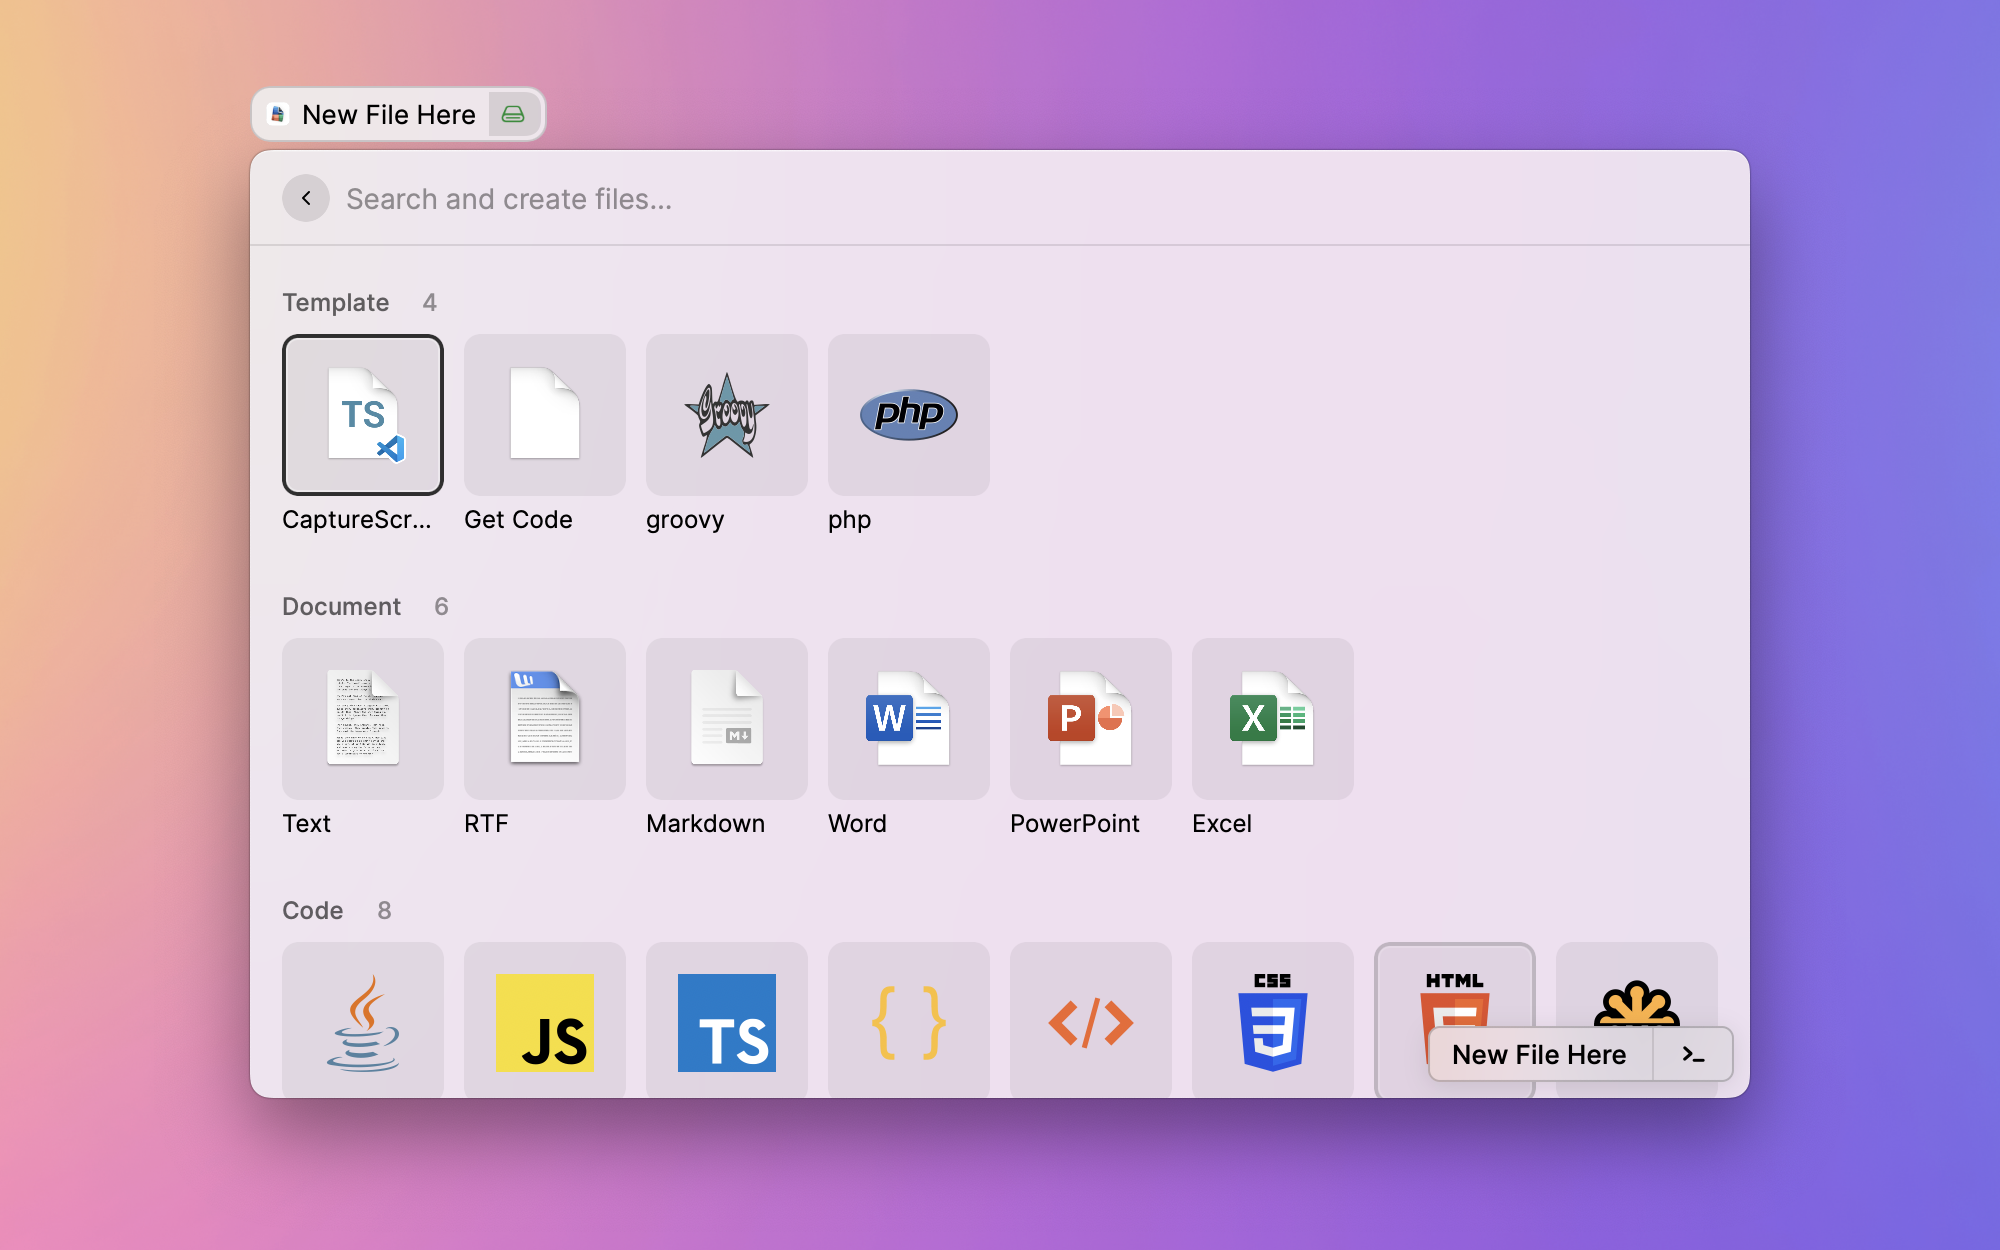 New File Here
Search and create files...
Template 4
TS
groovy
php
CaptureScr...
Get Code
groovy
php
Document 6
M
W
P
X
Text
RTF
Markdown
Word
PowerPoint
Excel
Code 8
JS
TS
{ }
</>
CSS
HTML
New File Here
>_